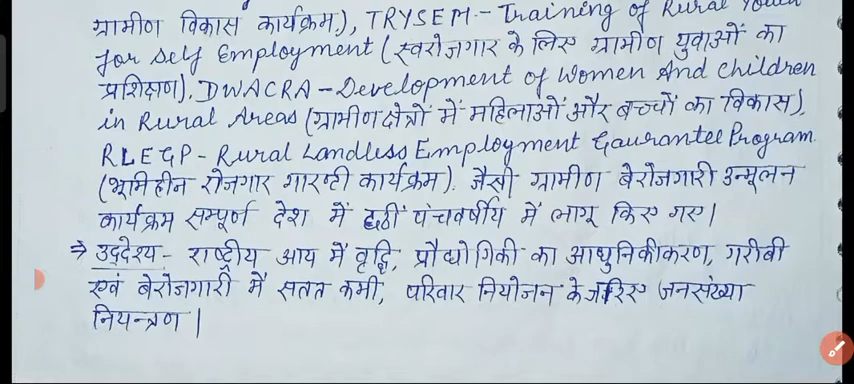 ग्रामीण विकास कार्यक्रम), TRYSEM - Training of Rural Youth
for Self Employment (स्वरोजगार के लिए ग्रामीण युवाओं का
प्रशिक्षण), DWACRA - Development of Women And Children
in Rural Areas (ग्रामीण क्षेत्रों में महिलाओं और बच्चों का विकास),
RLEGP - Rural Landless Employment Gaurantee Program
(भूमिहीन रोजगार गारण्टी कार्यक्रम). जैसी ग्रामीण बेरोजगारी उन्मूलन
कार्यक्रम सम्पूर्ण देश में छठीं पंचवर्षीय में लागू किए गए।
⇒ उद्देश्य - राष्ट्रीय आय में वृद्धि, प्रौद्योगिकी का आधुनिकीकरण, गरीबी
एवं बेरोजगारी में सतत कमी, परिवार नियोजन के जरिए जनसंख्या
नियन्त्रण।